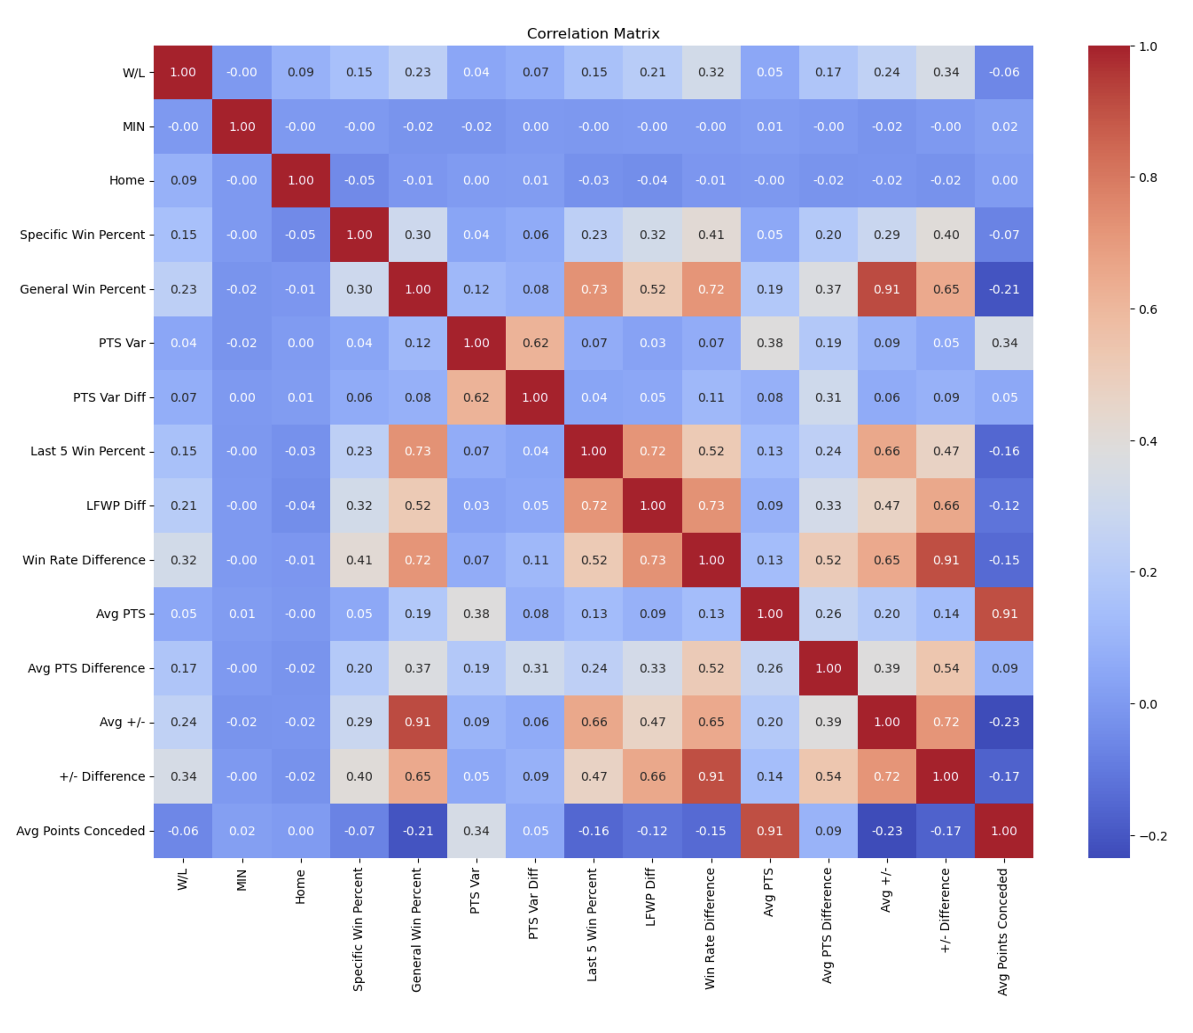 Correlation Matrix
W/L 1.00 -0.00 0.09 0.15 0.23 0.04 0.07 0.15 0.21 0.32 0.05 0.17 0.24 0.34 -0.06
MIN -0.00 1.00 -0.00 -0.00 -0.02 -0.02 0.00 -0.00 -0.00 -0.00 0.01 -0.00 -0.02 -0.00 0.02
Home 0.09 -0.00 1.00 -0.05 -0.01 0.00 0.01 -0.03 -0.04 -0.01 -0.00 -0.02 -0.02 -0.02 0.00
Specific Win Percent 0.15 -0.00 -0.05 1.00 0.30 0.04 0.06 0.23 0.32 0.41 0.05 0.20 0.29 0.40 -0.07
General Win Percent 0.23 -0.02 -0.01 0.30 1.00 0.12 0.08 0.73 0.52 0.72 0.19 0.37 0.91 0.65 -0.21
PTS Var 0.04 -0.02 0.00 0.04 0.12 1.00 0.62 0.07 0.03 0.07 0.38 0.19 0.09 0.05 0.34
PTS Var Diff 0.07 0.00 0.01 0.06 0.08 0.62 1.00 0.04 0.05 0.11 0.08 0.31 0.06 0.09 0.05
Last 5 Win Percent 0.15 -0.00 -0.03 0.23 0.73 0.07 0.04 1.00 0.72 0.52 0.13 0.24 0.66 0.47 -0.16
LFWP Diff 0.21 -0.00 -0.04 0.32 0.52 0.03 0.05 0.72 1.00 0.73 0.09 0.33 0.47 0.66 -0.12
Win Rate Difference 0.32 -0.00 -0.01 0.41 0.72 0.07 0.11 0.52 0.73 1.00 0.13 0.52 0.65 0.91 -0.15
Avg PTS 0.05 0.01 -0.00 0.05 0.19 0.38 0.08 0.13 0.09 0.13 1.00 0.26 0.20 0.14 0.91
Avg PTS Difference 0.17 -0.00 -0.02 0.20 0.37 0.19 0.31 0.24 0.33 0.52 0.26 1.00 0.39 0.54 0.09
Avg +/- 0.24 -0.02 -0.02 0.29 0.91 0.09 0.06 0.66 0.47 0.65 0.20 0.39 1.00 0.72 -0.23
+/- Difference 0.34 -0.00 -0.02 0.40 0.65 0.05 0.09 0.47 0.66 0.91 0.14 0.54 0.72 1.00 -0.17
Avg Points Conceded -0.06 0.02 0.00 -0.07 -0.21 0.34 0.05 -0.16 -0.12 -0.15 0.91 0.09 -0.23 -0.17 1.00
W/L
MIN
Home
Specific Win Percent
General Win Percent
PTS Var
PTS Var Diff
Last 5 Win Percent
LFWP Diff
Win Rate Difference
Avg PTS
Avg PTS Difference
Avg +/-
+/- Difference
Avg Points Conceded
1.0
0.8
0.6
0.4
0.2
0.0
−0.2